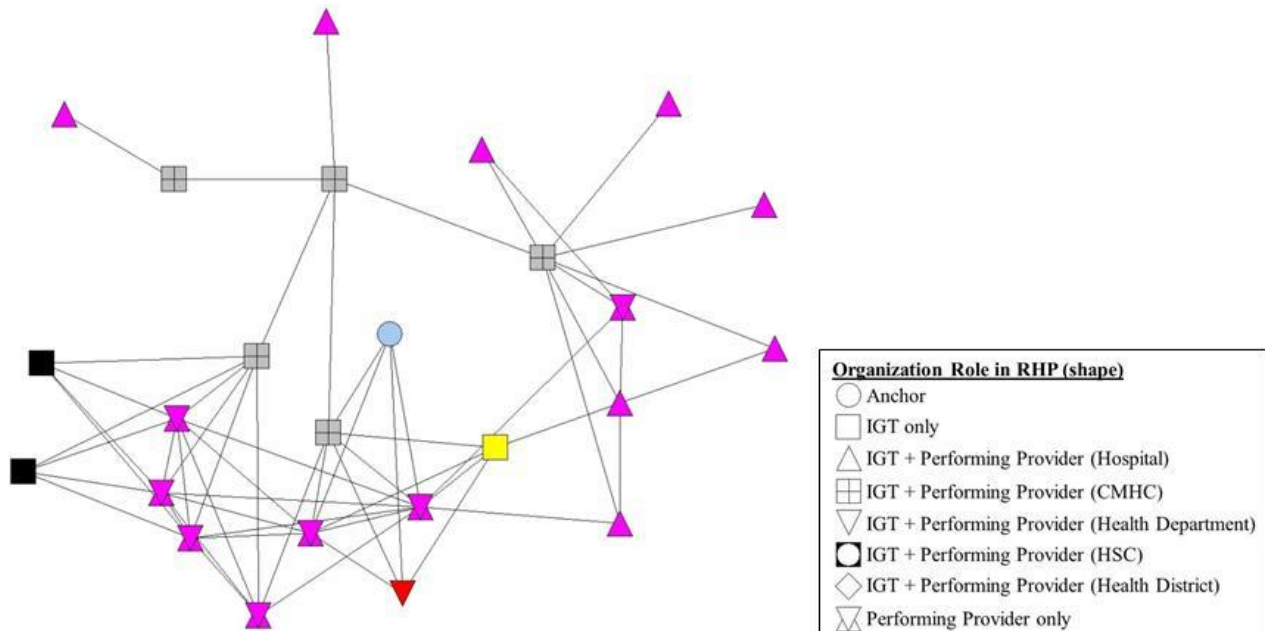 Organization Role in RHP (shape)
Anchor
IGT only
IGT + Performing Provider (Hospital)
IGT + Performing Provider (CMHC)
IGT + Performing Provider (Health Department)
IGT + Performing Provider (HSC)
IGT + Performing Provider (Health District)
Performing Provider only